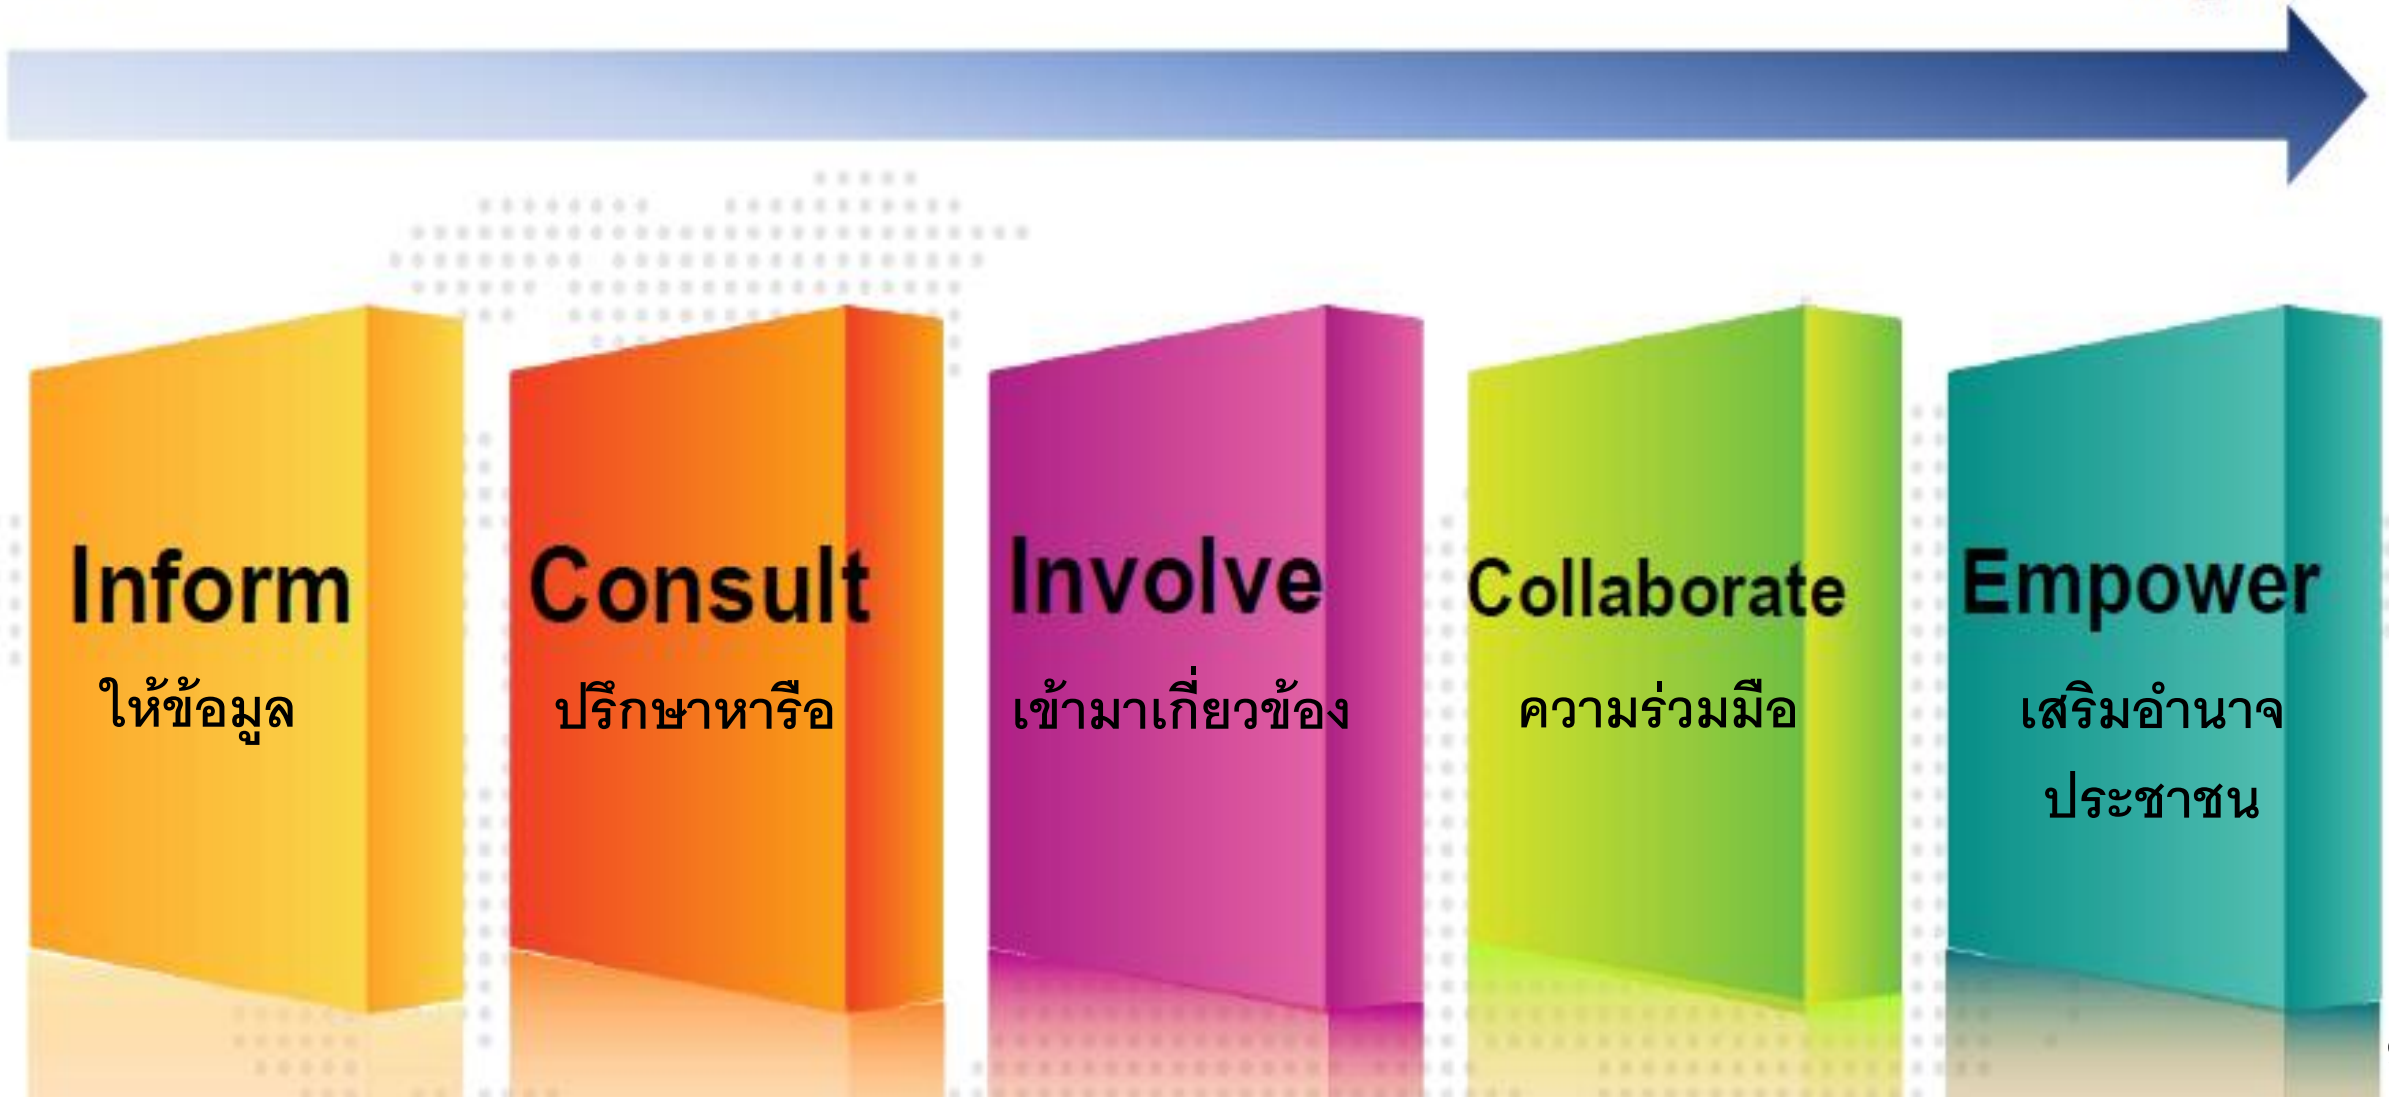 Inform
ให้ข้อมูล
Consult
ปรึกษาหารือ
Involve
เข้ามาเกี่ยวข้อง
Collaborate
ความร่วมมือ
Empower
เสริมอำนาจ
ประชาชน